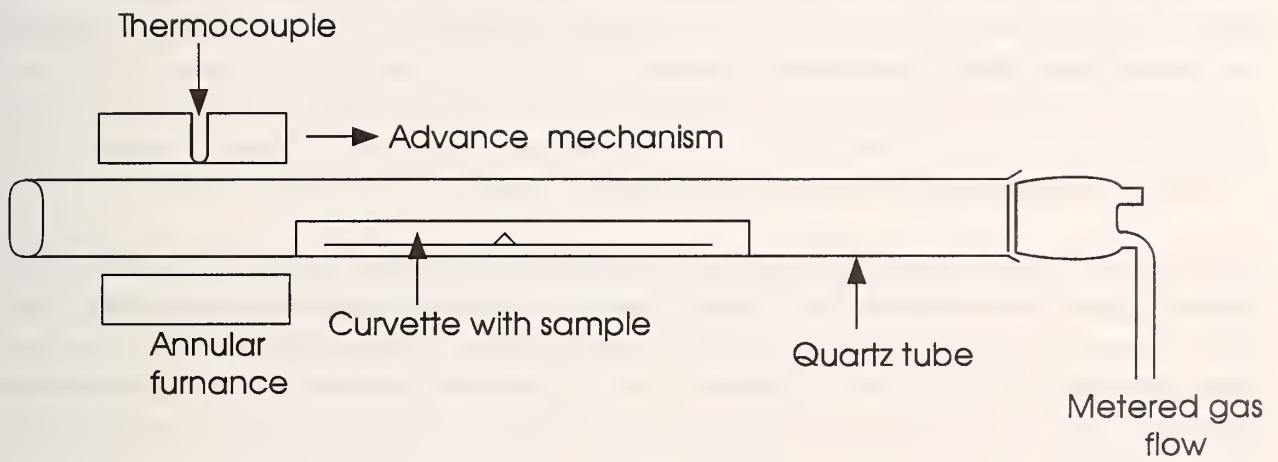 Thermocouple
Advance mechanism
Curvette with sample
Annular
furnance
Quartz tube
Metered gas
flow